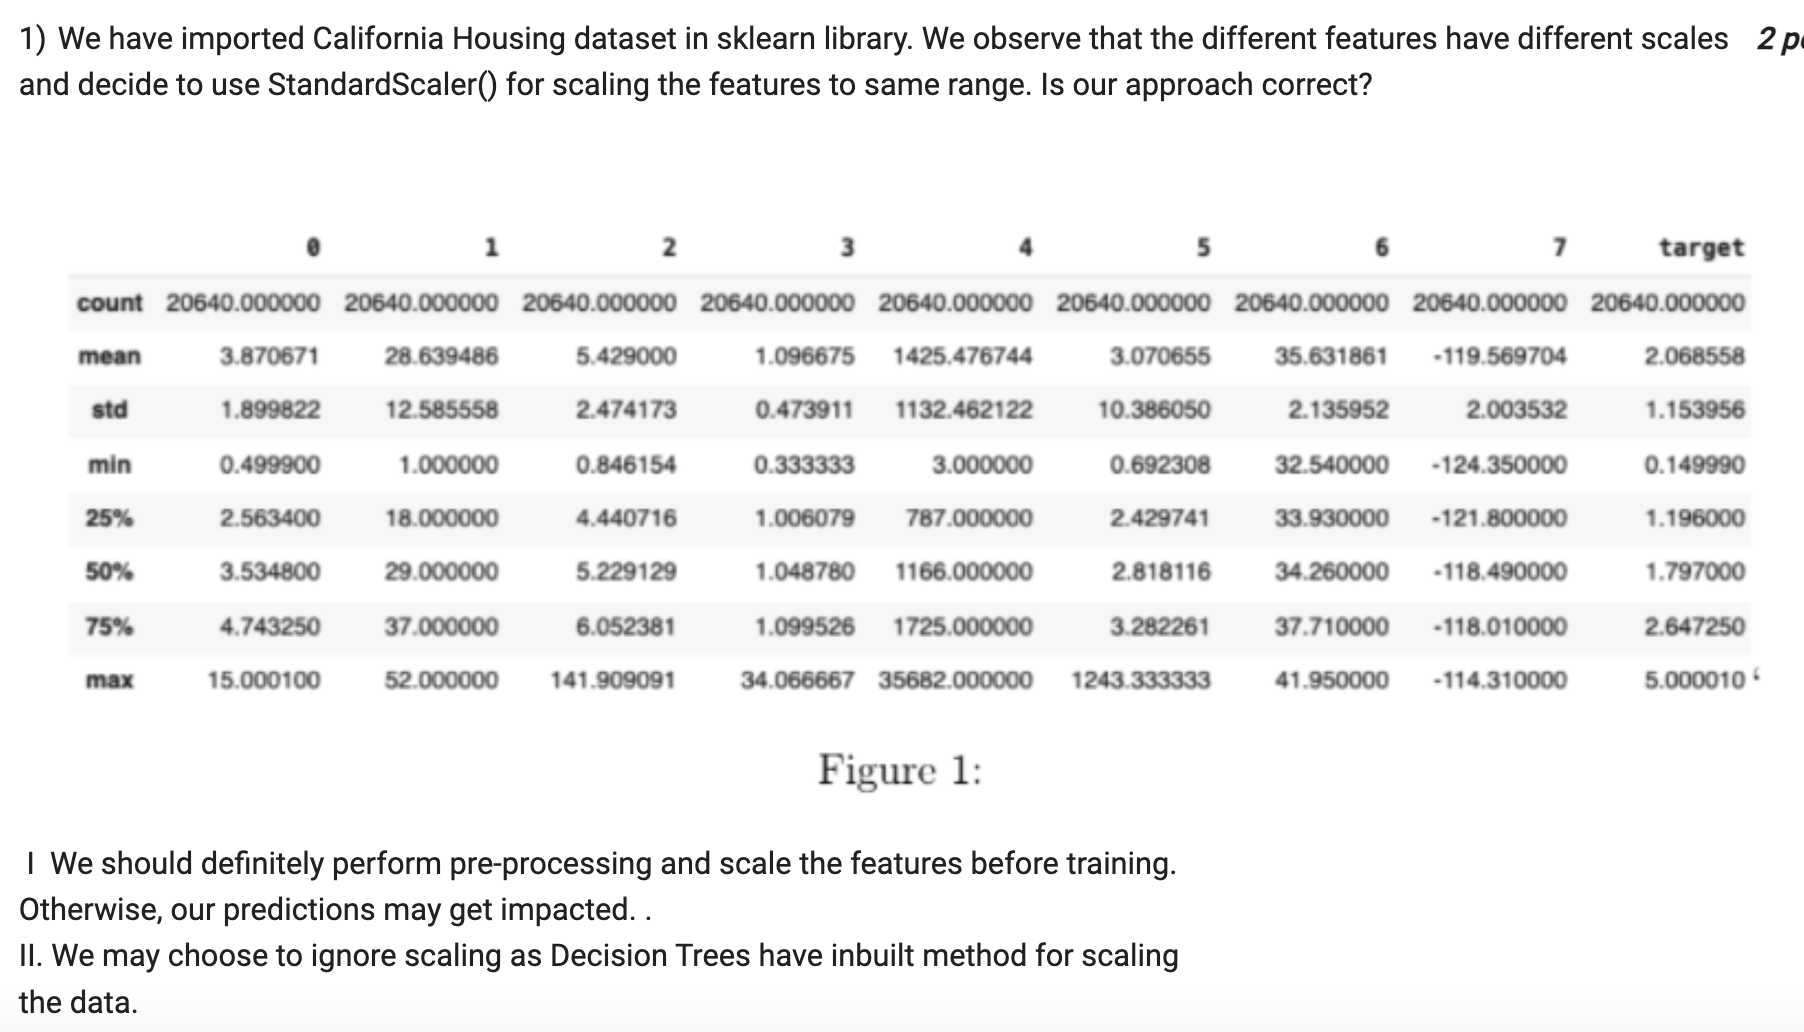 1) We have imported California Housing dataset in sklearn library. We observe that the different features have different scales 2 p
and decide to use StandardScaler() for scaling the features to same range. Is our approach correct?
0 1 2 3 4 5 6 7 target
count 20640.000000 20640.000000 20640.000000 20640.000000 20640.000000 20640.000000 20640.000000 20640.000000 20640.000000
mean 3.870671 28.639486 5.429000 1.096675 1425.476744 3.070655 35.631861 -119.569704 2.068558
std 1.899822 12.585558 2.474173 0.473911 1132.462122 10.386050 2.135952 2.003532 1.153956
min 0.499900 1.000000 0.846154 0.333333 3.000000 0.692308 32.540000 -124.350000 0.149990
25% 2.563400 18.000000 4.440716 1.006079 787.000000 2.429741 33.930000 -121.800000 1.196000
50% 3.534800 29.000000 5.229129 1.048780 1166.000000 2.818116 34.260000 -118.490000 1.797000
75% 4.743250 37.000000 6.052381 1.099526 1725.000000 3.282261 37.710000 -118.010000 2.647250
max 15.000100 52.000000 141.909091 34.066667 35682.000000 1243.333333 41.950000 -114.310000 5.000010
Figure 1:
I We should definitely perform pre-processing and scale the features before training.
Otherwise, our predictions may get impacted. .
II. We may choose to ignore scaling as Decision Trees have inbuilt method for scaling
the data.